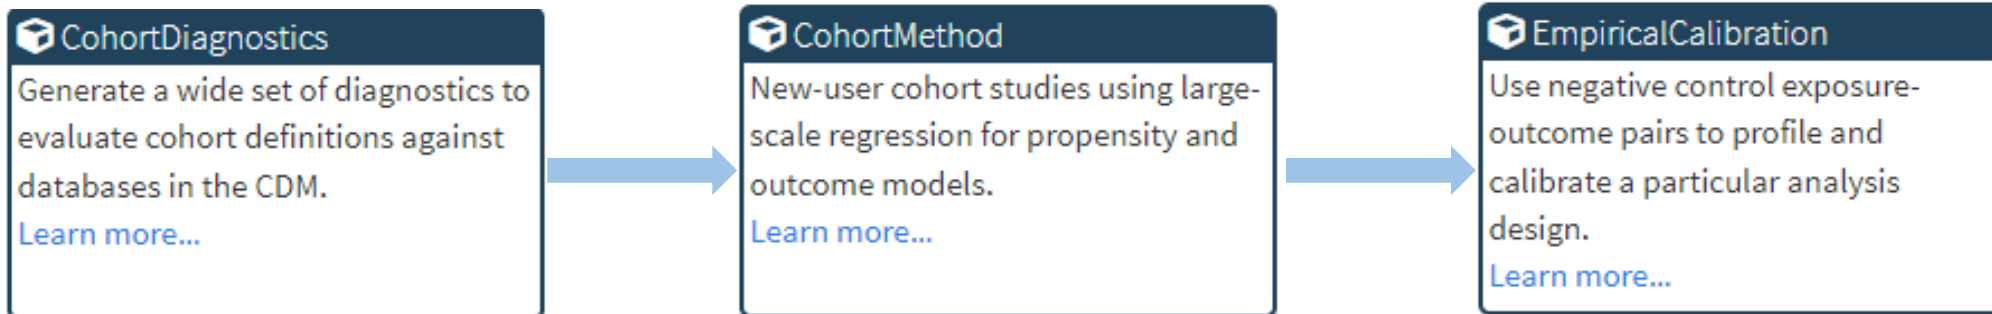 CohortDiagnostics
Generate a wide set of diagnostics to
evaluate cohort definitions against
databases in the CDM.
Learn more...
CohortMethod
New-user cohort studies using large-
scale regression for propensity and
outcome models.
Learn more...
EmpiricalCalibration
Use negative control exposure-
outcome pairs to profile and
calibrate a particular analysis
design.
Learn more...